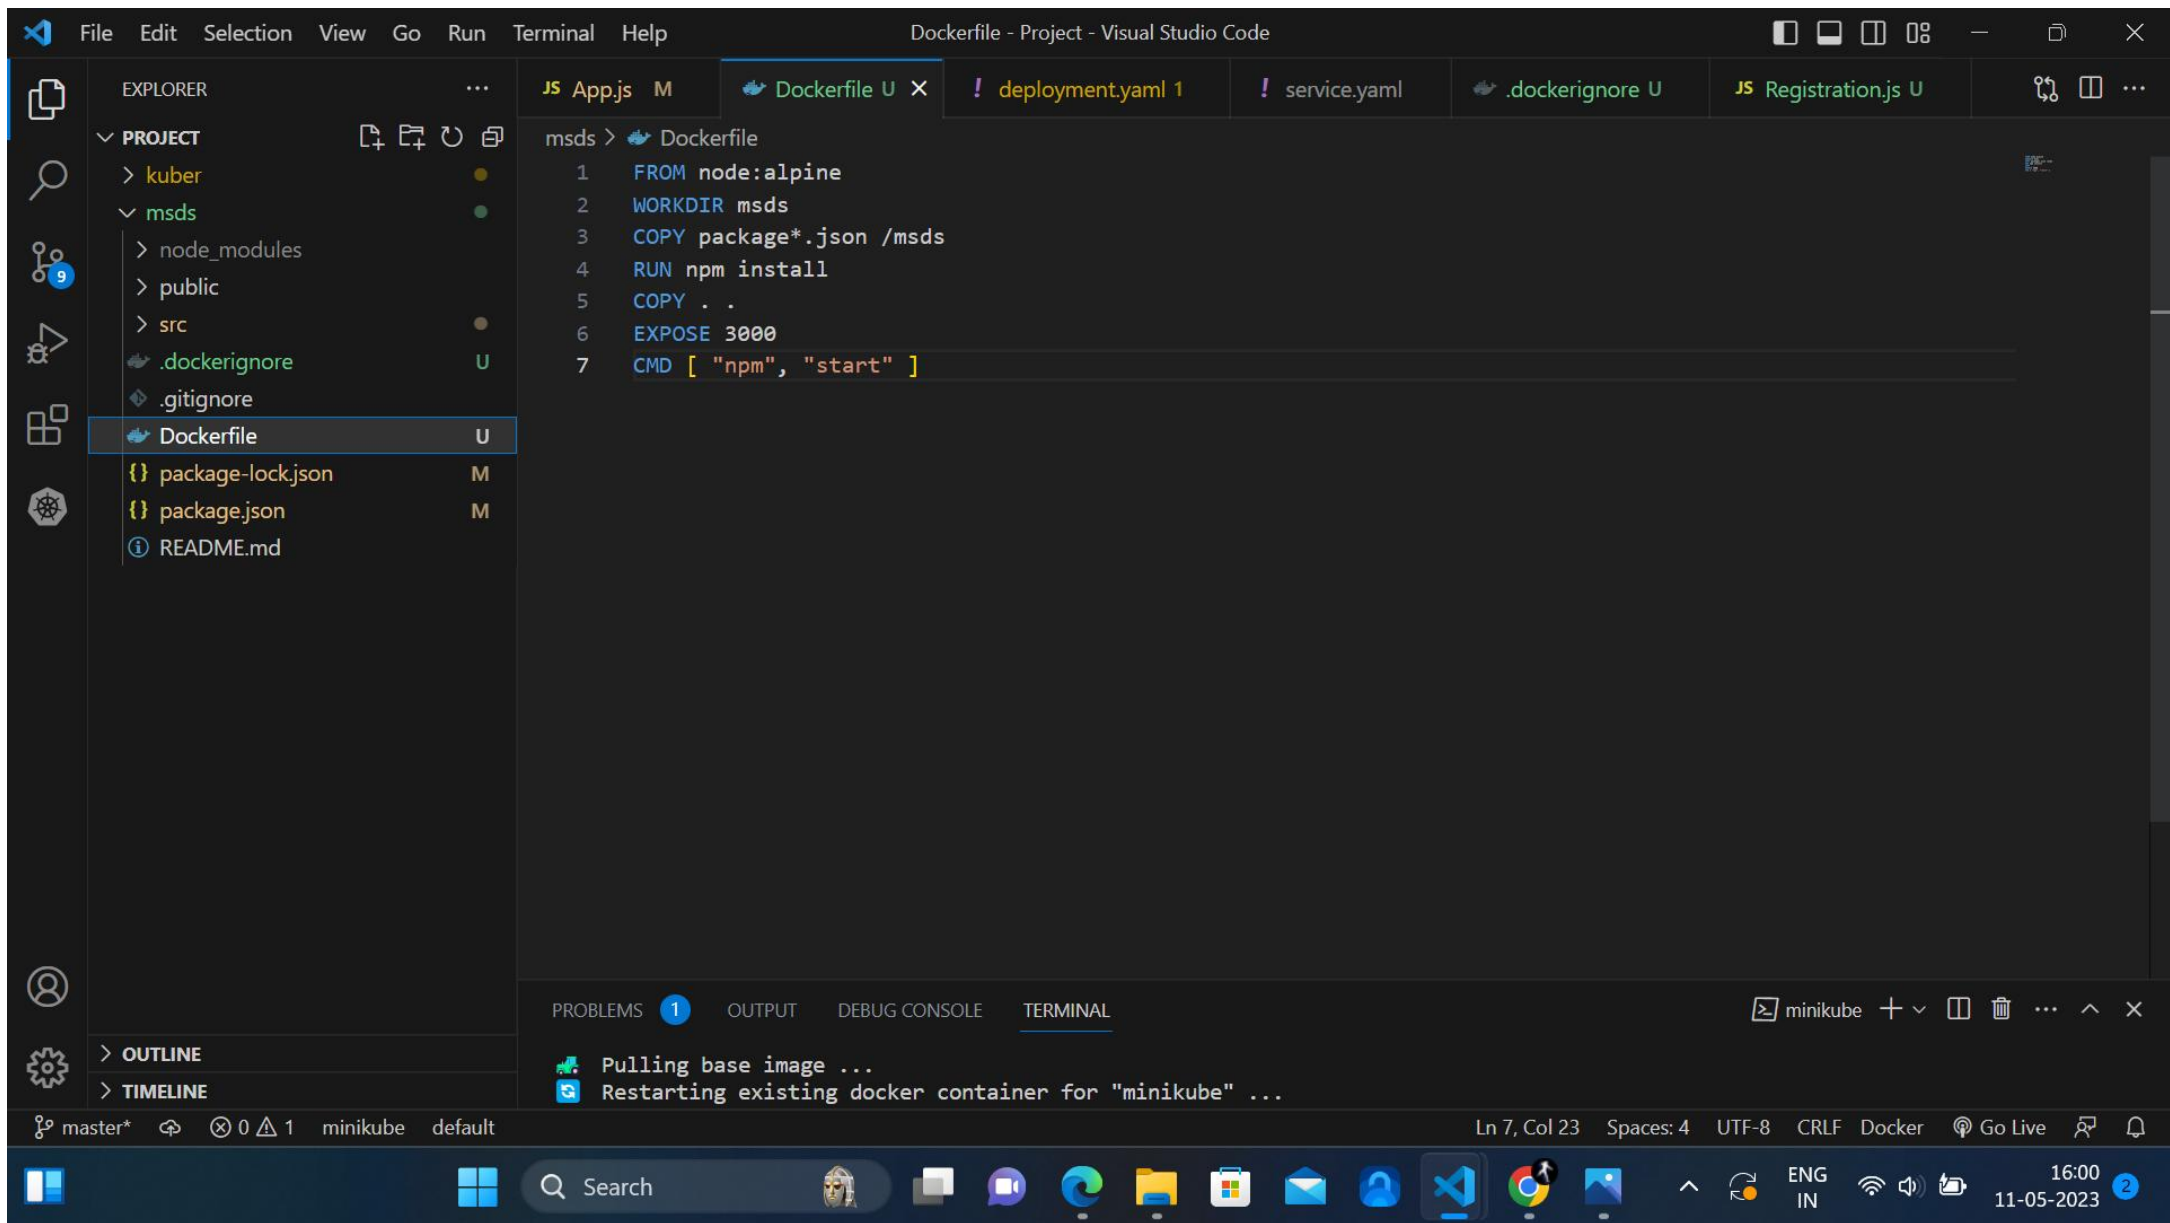 File Edit Selection View Go Run Terminal Help
Dockerfile - Project - Visual Studio Code
EXPLORER
PROJECT
kuber
msds
node_modules
public
src
.dockerignore U
.gitignore
Dockerfile U
package-lock.json M
package.json M
README.md
OUTLINE
TIMELINE
9
JS App.js M
Dockerfile U
! deployment.yaml 1
! service.yaml
.dockerignore U
JS Registration.js U
msds > Dockerfile
1 FROM node:alpine
2 WORKDIR msds
3 COPY package*.json /msds
4 RUN npm install
5 COPY . .
6 EXPOSE 3000
7 CMD [ "npm", "start" ]
PROBLEMS 1 OUTPUT DEBUG CONSOLE TERMINAL
minikube
Pulling base image ...
Restarting existing docker container for "minikube" ...
master* 0 1 minikube default
Ln 7, Col 23 Spaces: 4 UTF-8 CRLF Docker Go Live
Search
ENG
IN
16:00
11-05-2023
2